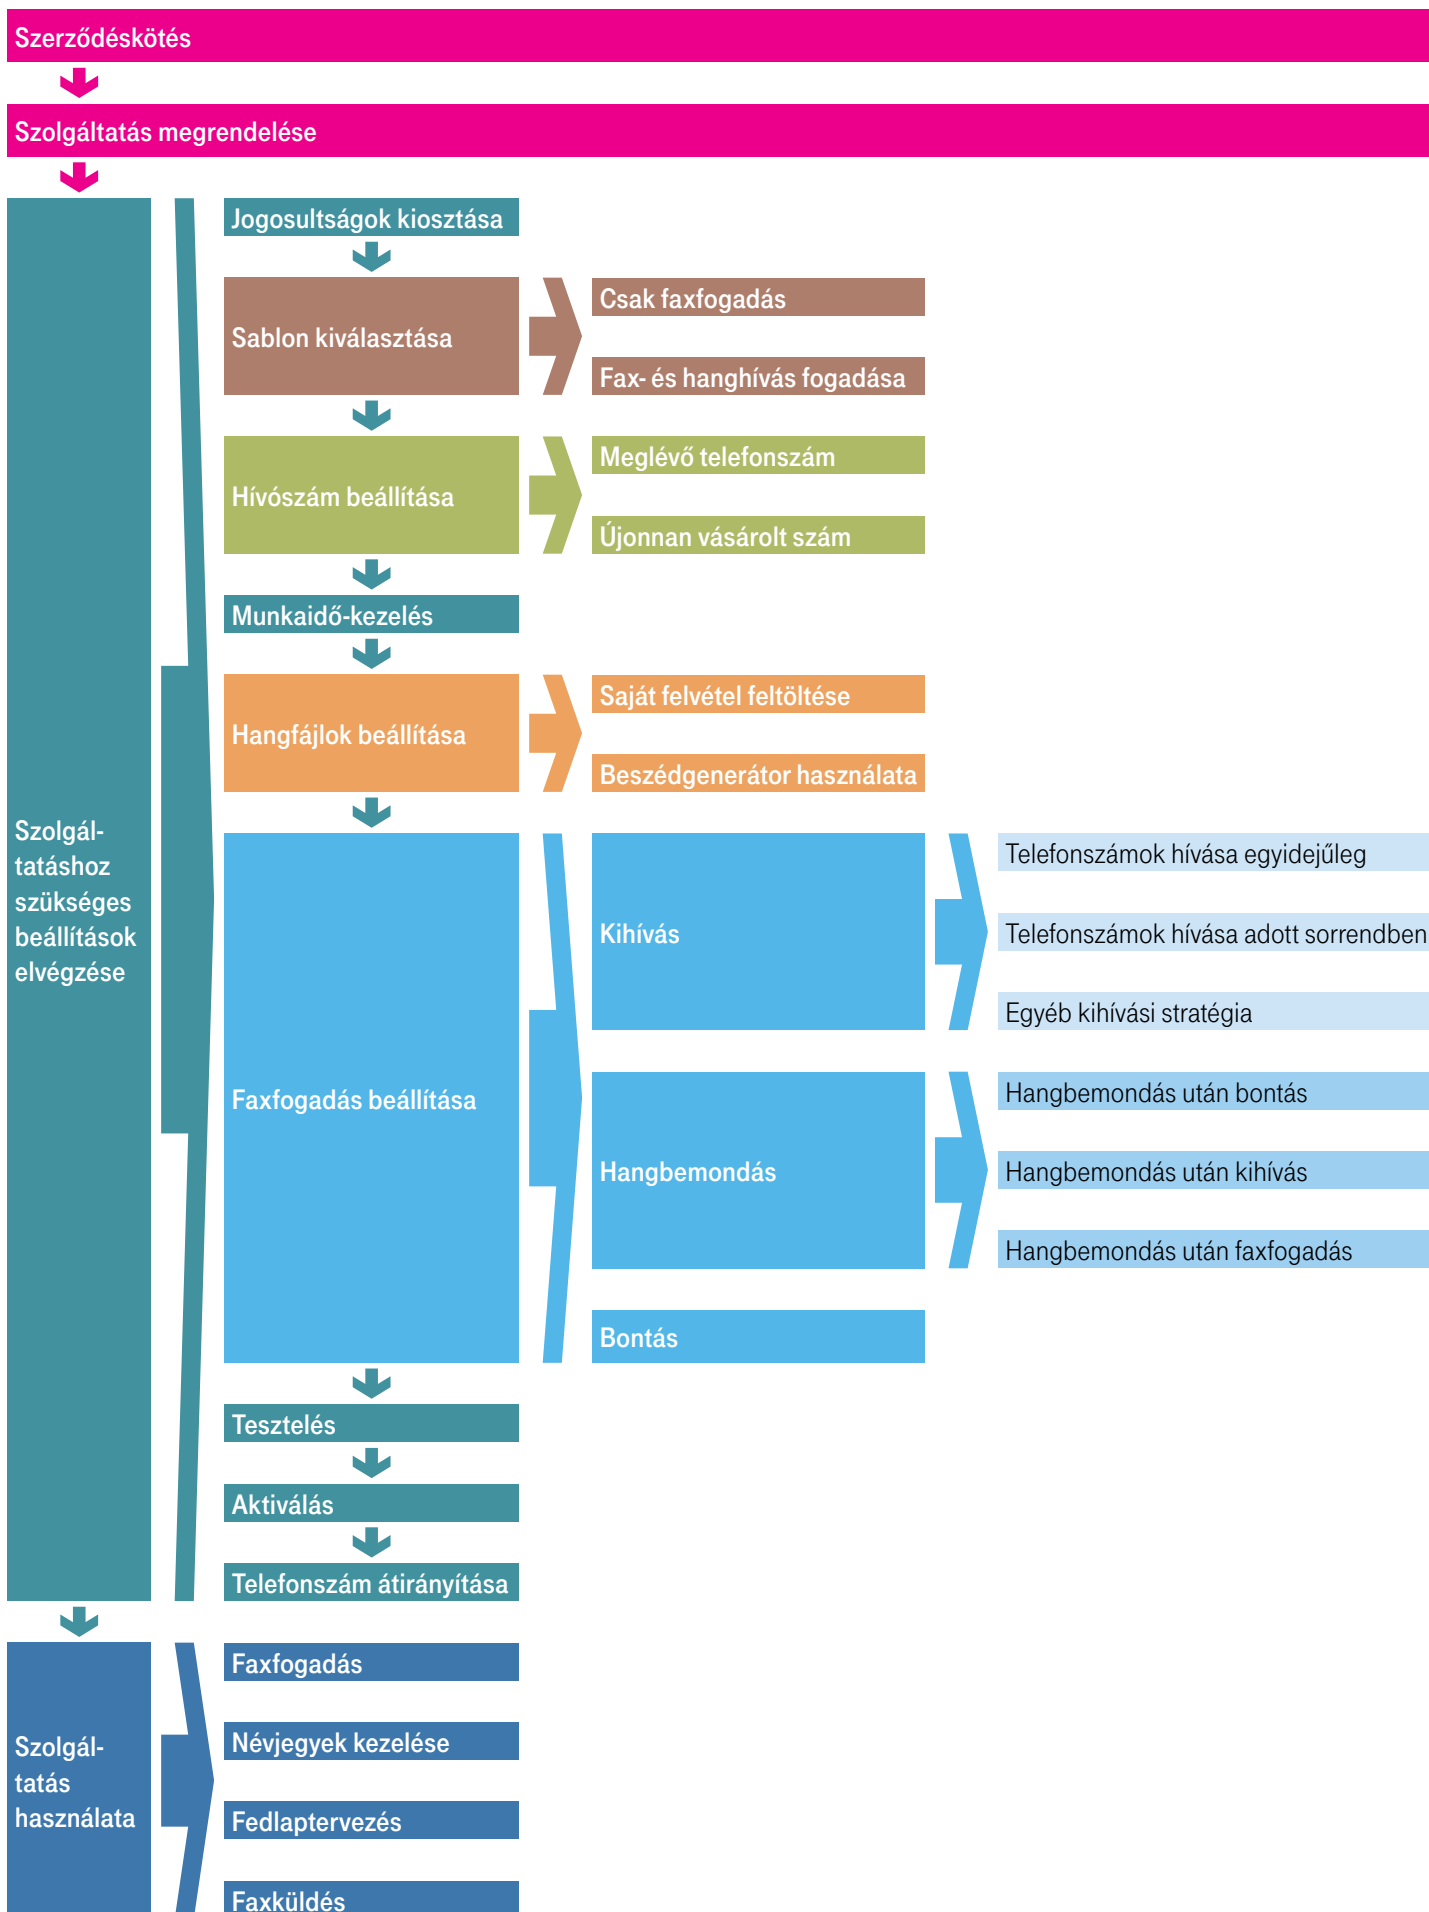 Szerződéskötés
Szolgáltatás megrendelése
Szolgál-
tatáshoz
szükséges
beállítások
elvégzése
Jogosultságok kiosztása
Sablon kiválasztása
Csak faxfogadás
Fax- és hanghívás fogadása
Hívószám beállítása
Meglévő telefonszám
Újonnan vásárolt szám
Munkaidő-kezelés
Hangfájlok beállítása
Saját felvétel feltöltése
Beszédgenerátor használata
Faxfogadás beállítása
Kihívás
Telefonszámok hívása egyidejűleg
Telefonszámok hívása adott sorrendben
Egyéb kihívási stratégia
Hangbemondás
Hangbemondás után bontás
Hangbemondás után kihívás
Hangbemondás után faxfogadás
Bontás
Tesztelés
Aktiválás
Telefonszám átirányítása
Szolgál-
tatás
használata
Faxfogadás
Névjegyek kezelése
Fedlaptervezés
Faxküldés